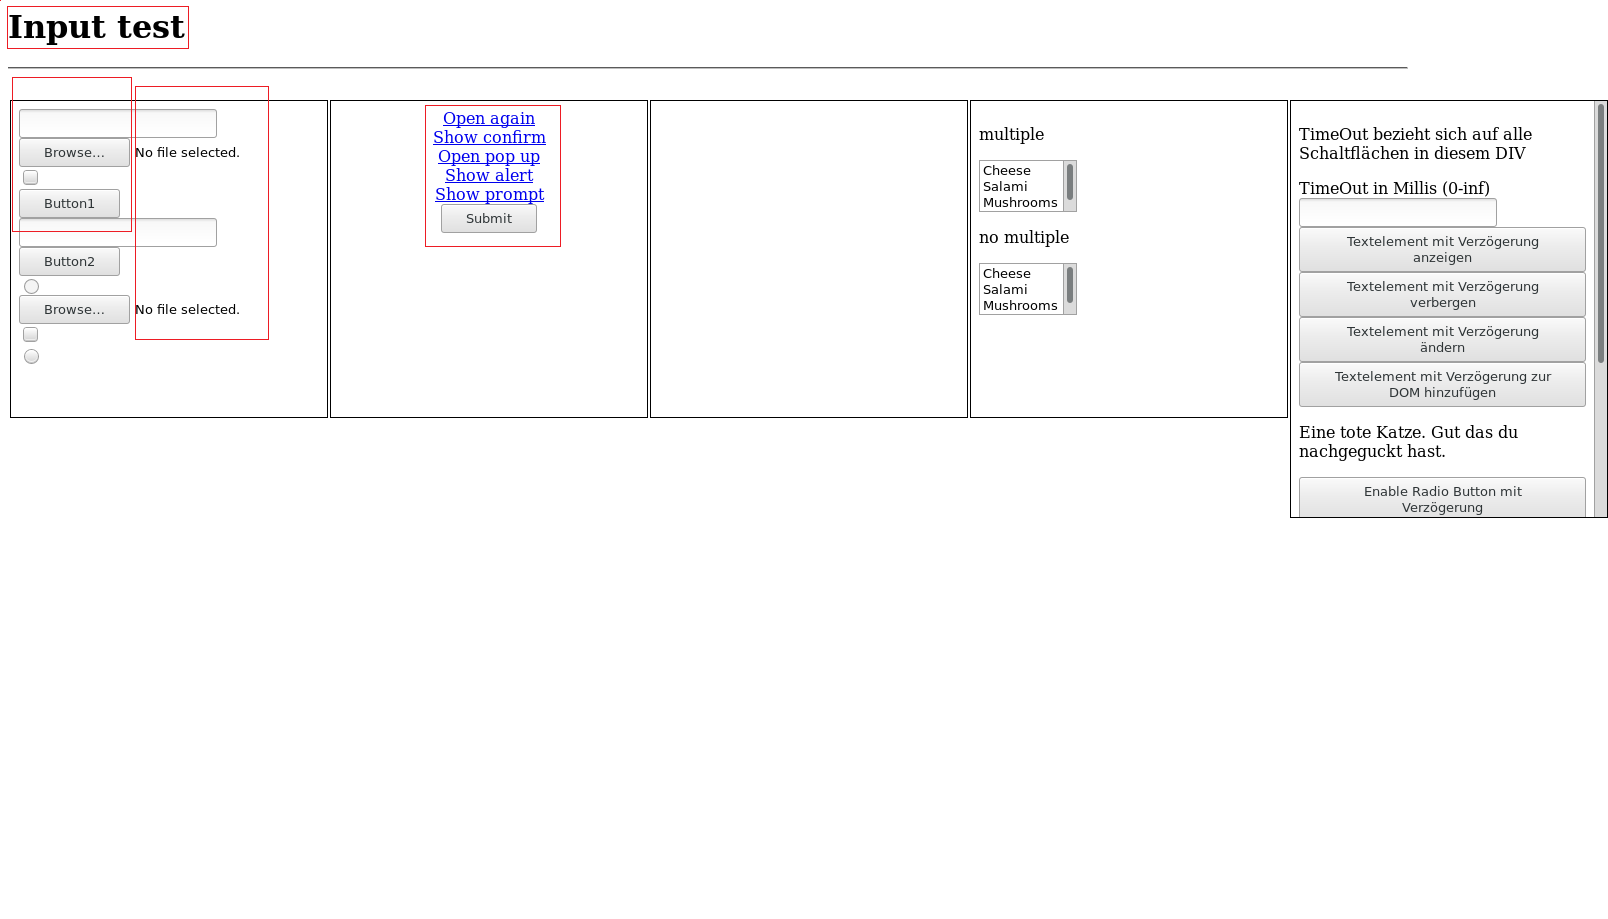 Input test
Browse...
No file selected.
Button1
Button2
Browse...
No file selected.
Open again
Show confirm
Open pop up
Show alert
Show prompt
Submit
multiple
Cheese
Salami
Mushrooms
no multiple
Cheese
Salami
Mushrooms
TimeOut bezieht sich auf alle
Schaltflächen in diesem DIV
TimeOut in Millis (0-inf)
Textelement mit Verzögerung
anzeigen
Textelement mit Verzögerung
verbergen
Textelement mit Verzögerung
ändern
Textelement mit Verzögerung zur
DOM hinzufügen
Eine tote Katze. Gut das du
nachgeguckt hast.
Enable Radio Button mit
Verzögerung